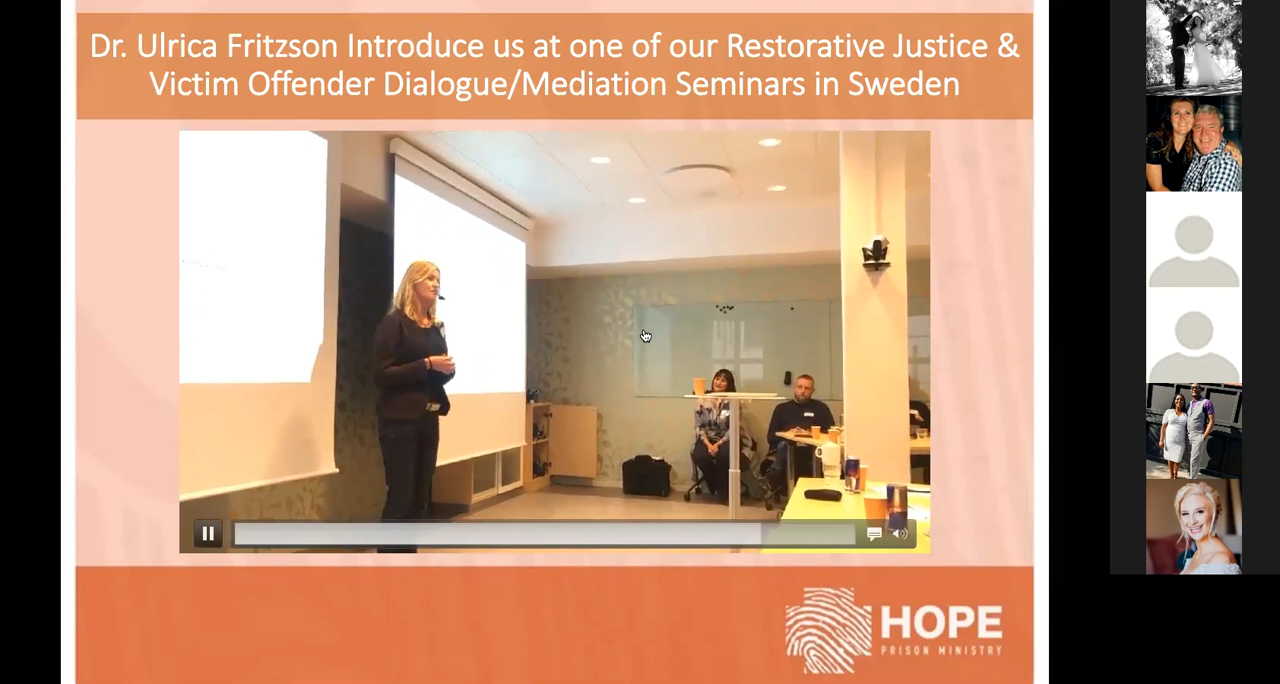 Dr. Ulrica Fritzson Introduce us at one of our Restorative Justice &
Victim Offender Dialogue/Mediation Seminars in Sweden
HOPE
PRISON MINISTRY